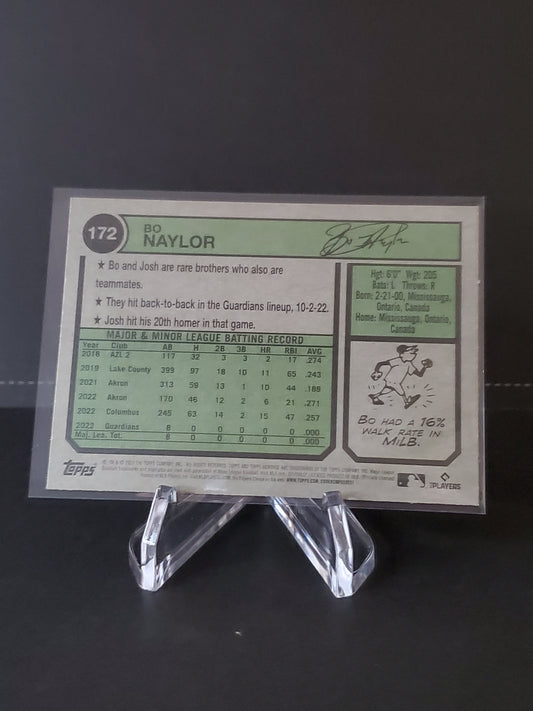 172
BO
NAYLOR
Bo Naylor
★ Bo and Josh are rare brothers who also are
teammates.
★ They hit back-to-back in the Guardians lineup, 10-2-22.
★ Josh hit his 20th homer in that game.
MAJOR & MINOR LEAGUE BATTING RECORD
Year Club AB H 2B 3B HR RBI AVG
2018 AZL 2 117 32 3 3 2 17 .274
2019 Lake County 399 97 18 10 11 65 .243
2021 Akron 313 59 13 1 10 44 .188
2022 Akron 170 46 12 2 6 21 .271
2022 Columbus 245 63 14 2 15 47 .257
2022 Guardians 8 0 0 0 0 0 .000
Maj. Lea. Tot. 8 0 0 0 0 0 .000
Hgt: 6'0" Wgt: 205
Bats: L Throws: R
Born: 2-21-00, Mississauga,
Ontario, Canada
Home: Mississauga, Ontario,
Canada
BO HAD A 16%
WALK RATE IN
MiLB.
Topps
PLAYERS